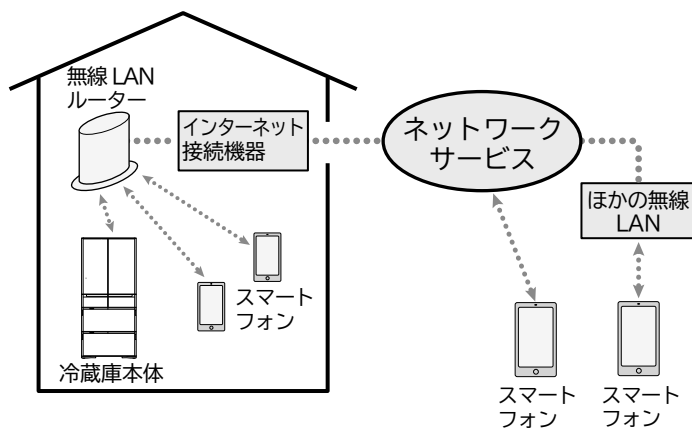 無線 LAN
ルーター
インターネット
接続機器
ネットワーク
サービス
ほかの無線
LAN
スマート
フォン
冷蔵庫本体
スマート
フォン
スマート
フォン